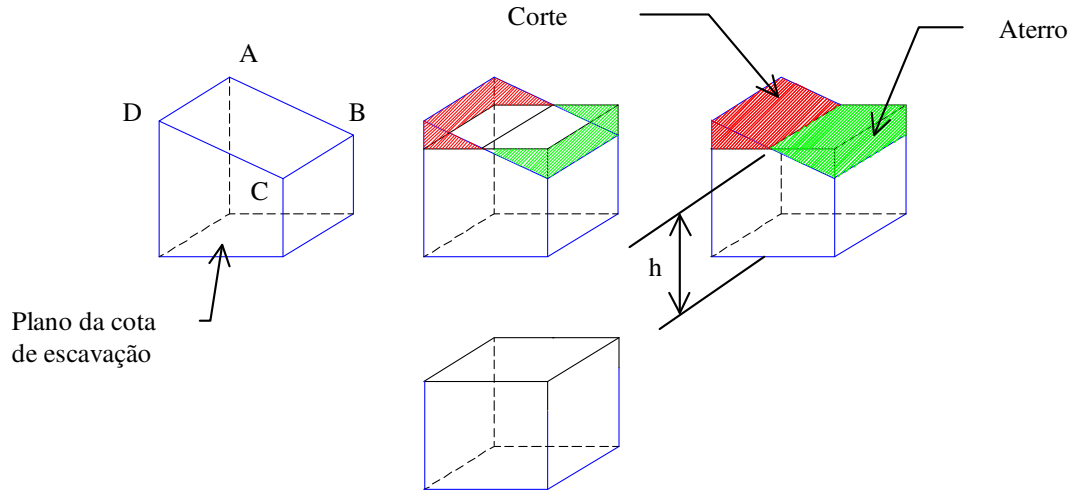 Corte
Aterro
A
D
B
C
h
Plano da cota
de escavação